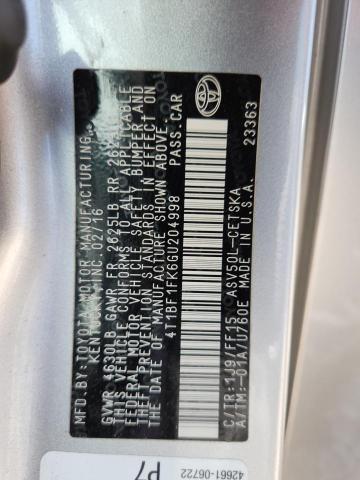 MFD. BY: TOYOTA MOTOR MANUFACTURING,
KENTUCKY, INC 02/16
GVWR 4630LB GAWR FR 2625LB RR
THIS VEHICLE CONFORMS TO ALL APPLICABLE
FEDERAL MOTOR VEHICLE SAFETY, BUMPER AND
THEFT PREVENTION STANDARDS IN EFFECT ON
THE DATE OF MANUFACTURE SHOWN ABOVE.
4T1BF1FK6GU204998 PASS.CAR
TOYOTA
C/TR:1J9/FF15 ASV50L-CETSKA
-01A/U760E MADE IN U.S.A. 23363
42661-06722
P7